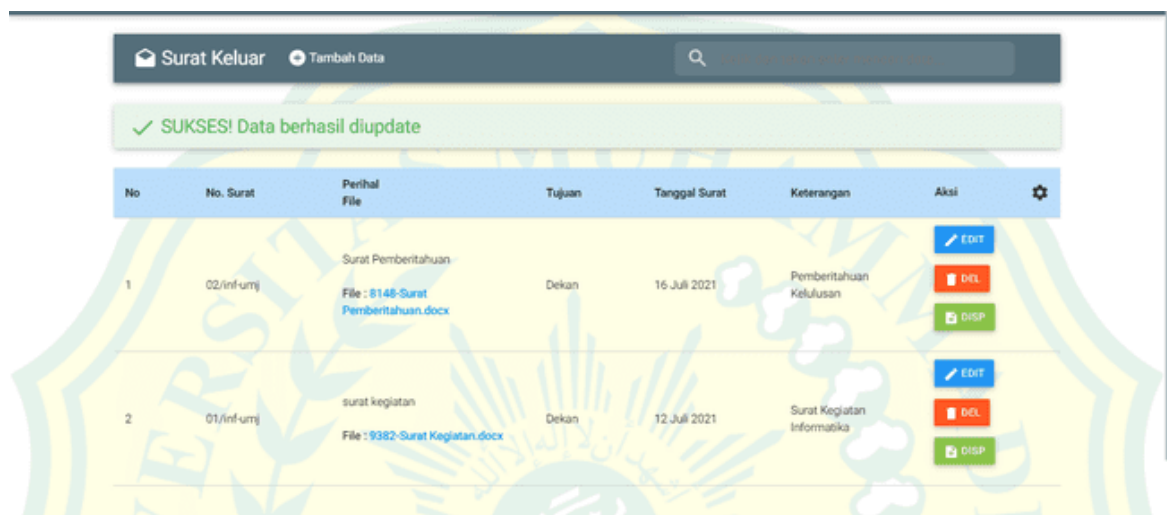 Surat Keluar Tambah Data
SUKSES! Data berhasil diupdate
No No. Surat Perihal Tujuan Tanggal Surat Keterangan Aksi
File
1 02/inf-umj Surat Pemberitahuan Dekan 16 Juli 2021 Pemberitahuan Kelulusan
File : 8148-Surat
Pemberitahuan.docx
EDIT
DEL
DISP
2 01/inf-umj surat kegiatan Dekan 12 Juli 2021 Surat Kegiatan Informatika
File : 9382-Surat Kegiatan.docx
EDIT
DEL
DISP